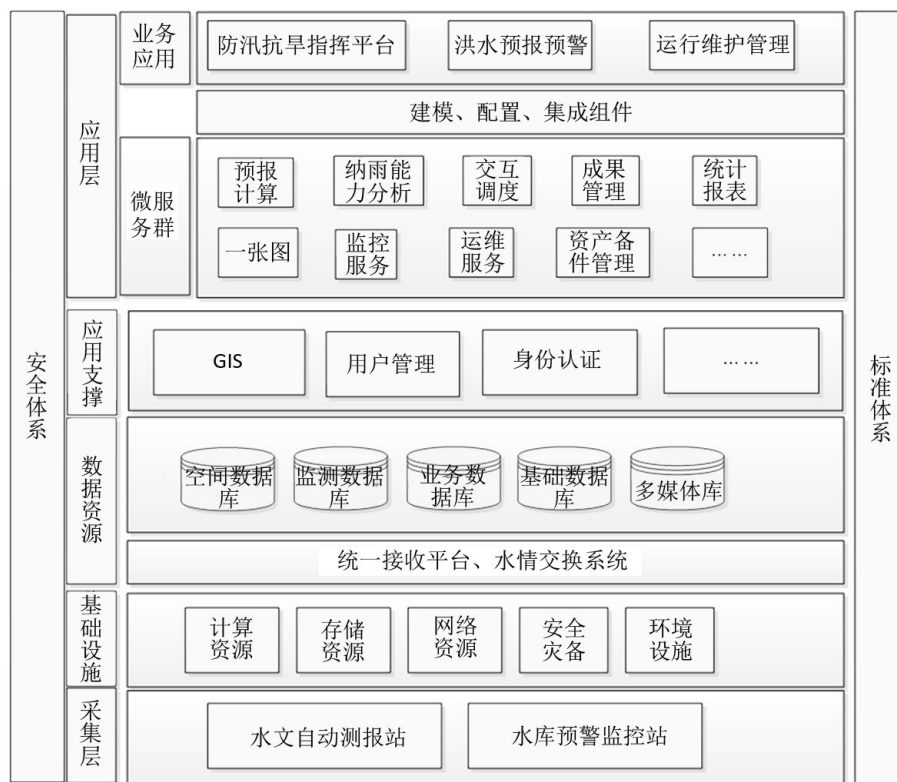 业务
应用
防汛抗旱指挥平台
洪水预报预警
运行维护管理
建模、配置、集成组件
应用层
微服
务群
预报
计算
纳雨能
力分析
交互
调度
成果
管理
统计
报表
一张图
监控
服务
运维
服务
资产备
件管理
……
安全体系
标准体系
应用支撑
GIS
用户管理
身份认证
……
数据资源
空间数据
库
监测数据
库
业务数
据库
基础数据
库
多媒体库
统一接收平台、水情交换系统
基础设施
计算
资源
存储
资源
网络
资源
安全
灾备
环境
设施
采集层
水文自动测报站
水库预警监控站